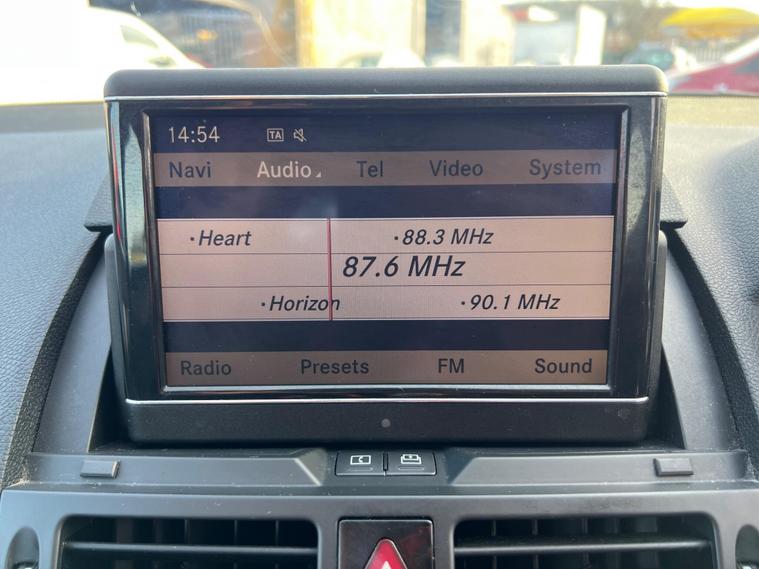 14:54 TA
Navi Audio Tel Video System
·Heart ·88.3 MHz
87.6 MHz
·Horizon ·90.1 MHz
Radio Presets FM Sound